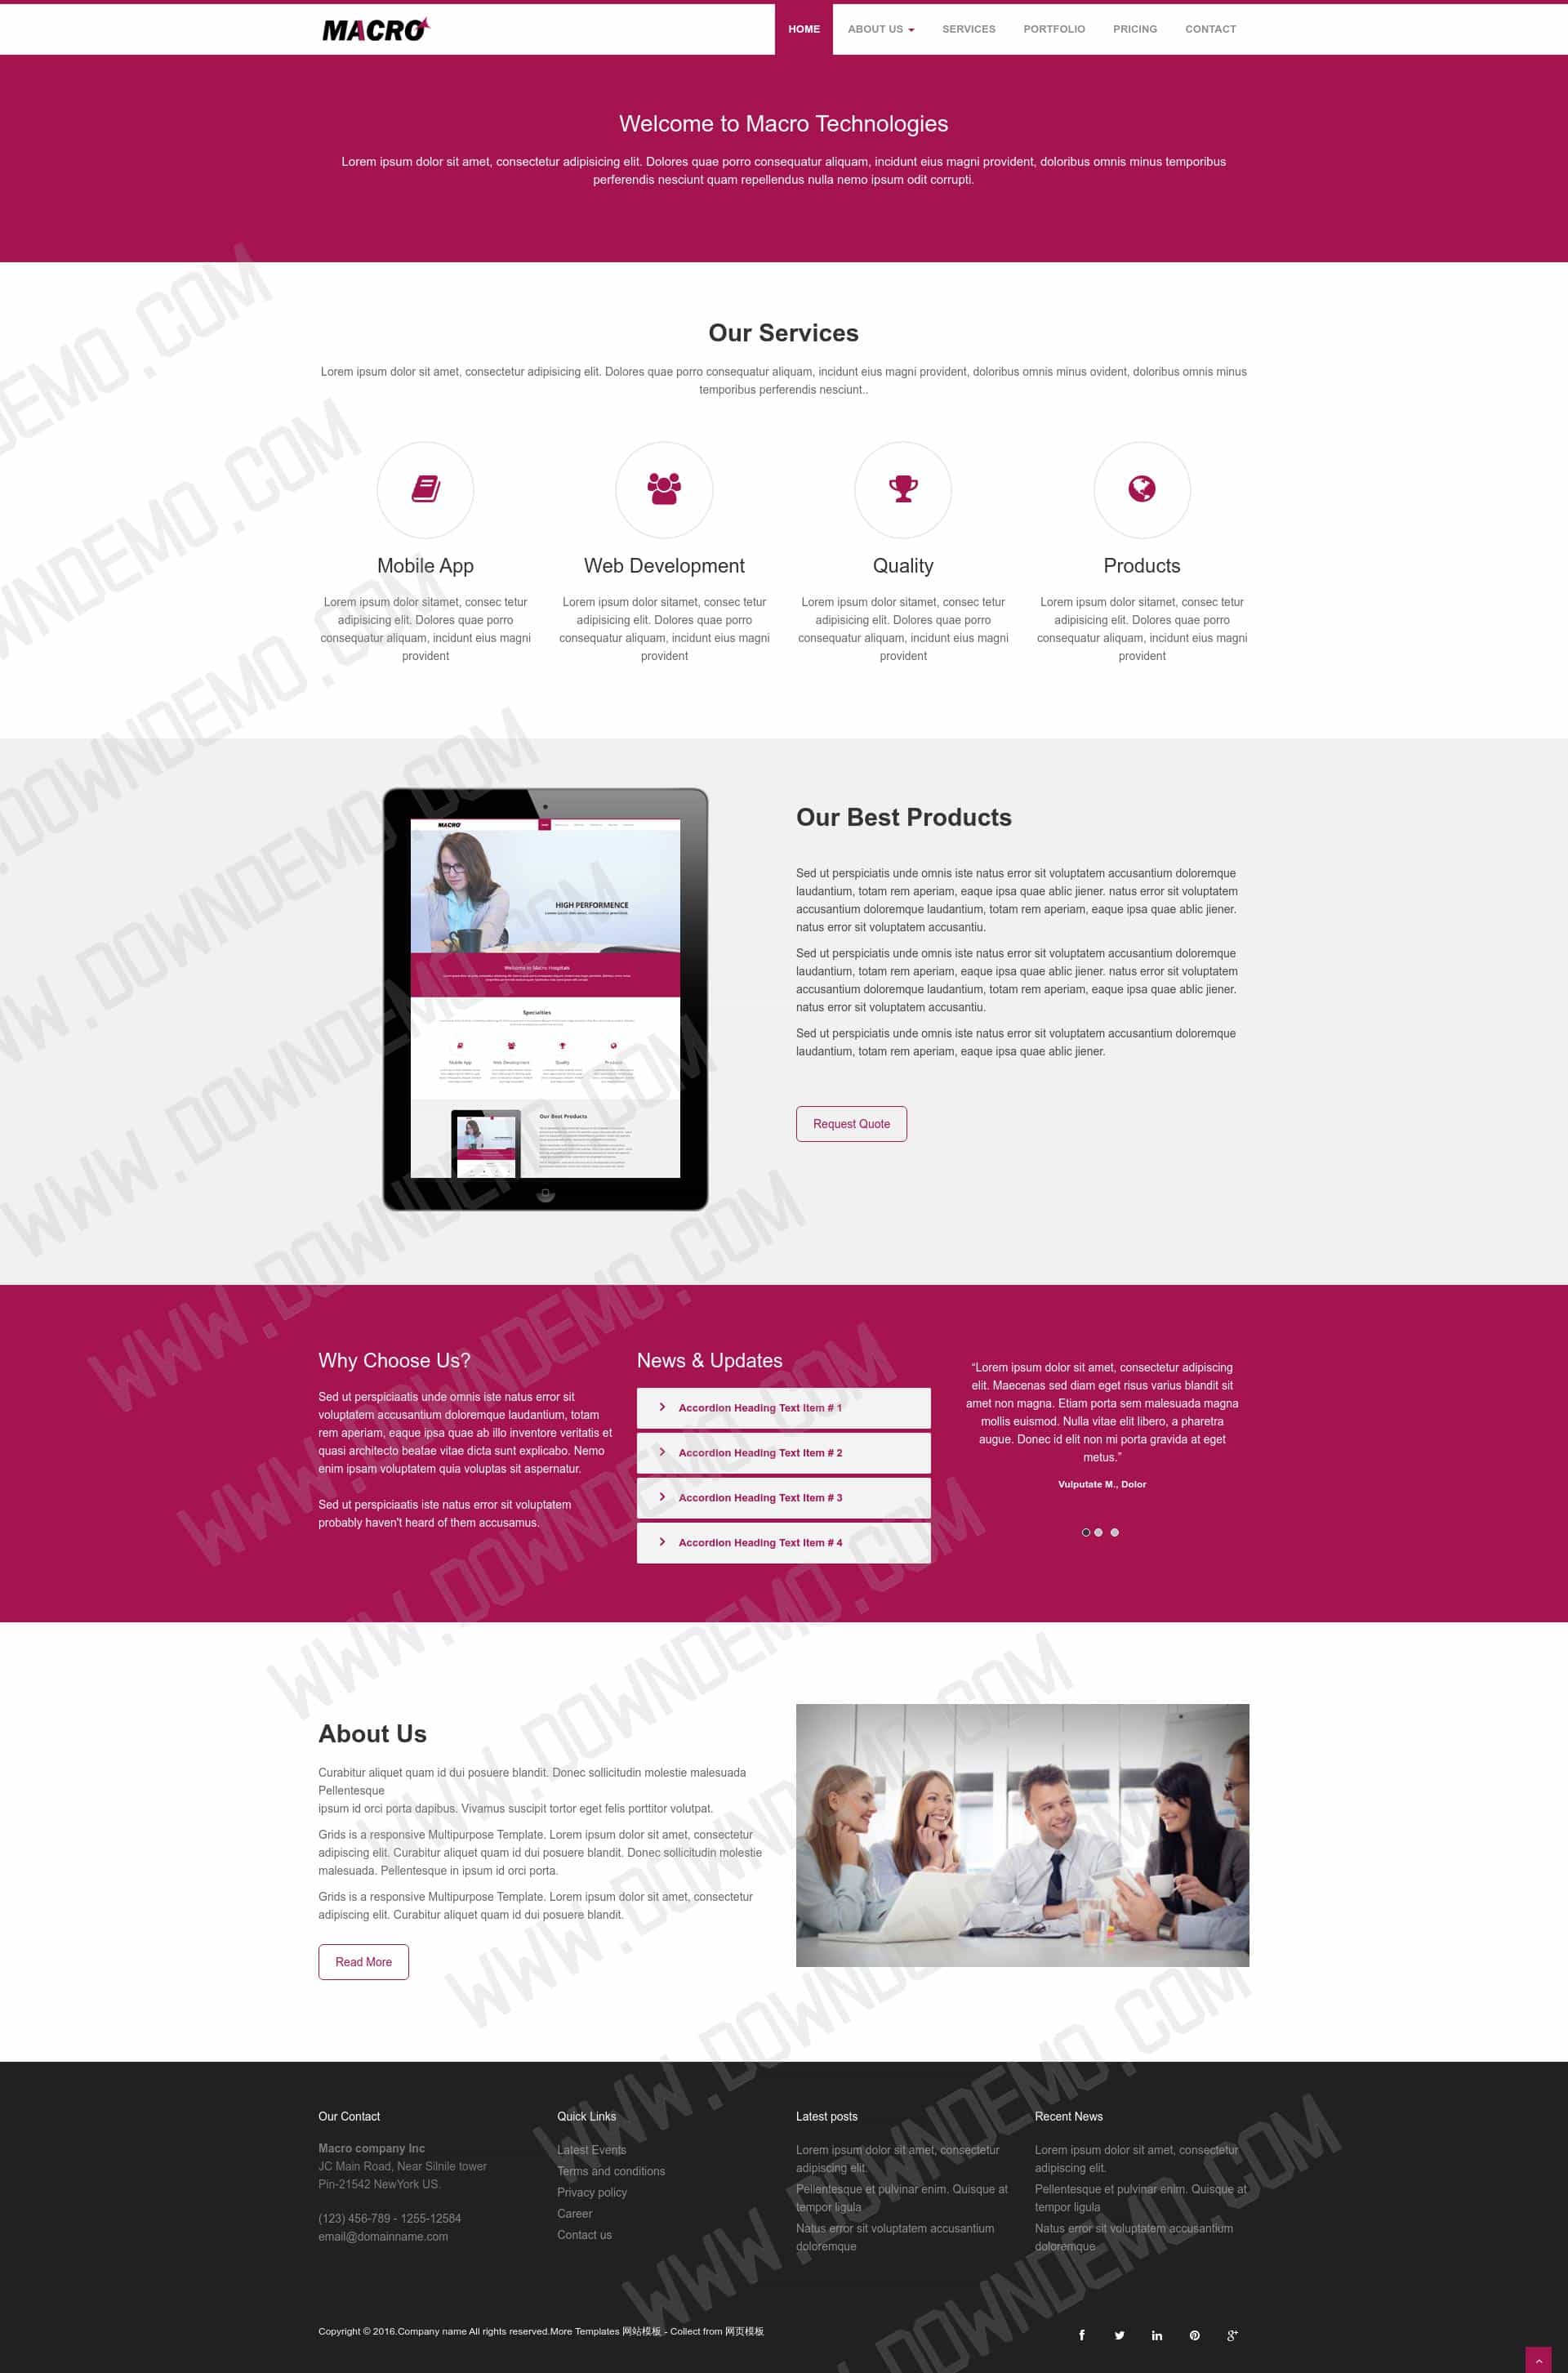 MACRO
HOME ABOUT US SERVICES PORTFOLIO PRICING CONTACT
Welcome to Macro Technologies
Lorem ipsum dolor sit amet, consectetur adipisicing elit. Dolores quae porro consequatur aliquam, incidunt eius magni provident, doloribus omnis minus temporibus
perferendis nesciunt quam repellendus nulla nemo ipsum odit corrupti.
Our Services
Lorem ipsum dolor sit amet, consectetur adipisicing elit. Dolores quae porro consequatur aliquam, incidunt eius magni provident, doloribus omnis minus ovident, doloribus omnis minus
temporibus perferendis nesciunt..
Mobile App
Lorem ipsum dolor sitamet, consec tetur
adipisicing elit. Dolores quae porro
consequatur aliquam, incidunt eius magni
provident
Web Development
Lorem ipsum dolor sitamet, consec tetur
adipisicing elit. Dolores quae porro
consequatur aliquam, incidunt eius magni
provident
Quality
Lorem ipsum dolor sitamet, consec tetur
adipisicing elit. Dolores quae porro
consequatur aliquam, incidunt eius magni
provident
Products
Lorem ipsum dolor sitamet, consec tetur
adipisicing elit. Dolores quae porro
consequatur aliquam, incidunt eius magni
provident
MACRO
HIGH PERFORMENCE
Welcome to Macro Hospitals
Specialties
Mobile App Web Development Quality Products
Our Best Products
Our Best Products
Sed ut perspiciatis unde omnis iste natus error sit voluptatem accusantium doloremque
laudantium, totam rem aperiam, eaque ipsa quae ablic jiener. natus error sit voluptatem
accusantium doloremque laudantium, totam rem aperiam, eaque ipsa quae ablic jiener.
natus error sit voluptatem accusantiu.
Sed ut perspiciatis unde omnis iste natus error sit voluptatem accusantium doloremque
laudantium, totam rem aperiam, eaque ipsa quae ablic jiener. natus error sit voluptatem
accusantium doloremque laudantium, totam rem aperiam, eaque ipsa quae ablic jiener.
natus error sit voluptatem accusantiu.
Sed ut perspiciatis unde omnis iste natus error sit voluptatem accusantium doloremque
laudantium, totam rem aperiam, eaque ipsa quae ablic jiener.
Request Quote
Why Choose Us?
Sed ut perspiciaatis unde omnis iste natus error sit
voluptatem accusantium doloremque laudantium, totam
rem aperiam, eaque ipsa quae ab illo inventore veritatis et
quasi architecto beatae vitae dicta sunt explicabo. Nemo
enim ipsam voluptatem quia voluptas sit aspernatur.
Sed ut perspiciaatis iste natus error sit voluptatem
probably haven't heard of them accusamus.
News & Updates
Accordion Heading Text Item # 1
Accordion Heading Text Item # 2
Accordion Heading Text Item # 3
Accordion Heading Text Item # 4
“Lorem ipsum dolor sit amet, consectetur adipiscing
elit. Maecenas sed diam eget risus varius blandit sit
amet non magna. Etiam porta sem malesuada magna
mollis euismod. Nulla vitae elit libero, a pharetra
augue. Donec id elit non mi porta gravida at eget
metus.”
Vulputate M., Dolor
About Us
Curabitur aliquet quam id dui posuere blandit. Donec sollicitudin molestie malesuada
Pellentesque
ipsum id orci porta dapibus. Vivamus suscipit tortor eget felis porttitor volutpat.
Grids is a responsive Multipurpose Template. Lorem ipsum dolor sit amet, consectetur
adipiscing elit. Curabitur aliquet quam id dui posuere blandit. Donec sollicitudin molestie
malesuada. Pellentesque in ipsum id orci porta.
Grids is a responsive Multipurpose Template. Lorem ipsum dolor sit amet, consectetur
adipiscing elit. Curabitur aliquet quam id dui posuere blandit.
Read More
Our Contact
Macro company Inc
JC Main Road, Near Silnile tower
Pin-21542 NewYork US.
(123) 456-789 - 1255-12584
email@domainname.com
Quick Links
Latest Events
Terms and conditions
Privacy policy
Career
Contact us
Latest posts
Lorem ipsum dolor sit amet, consectetur
adipiscing elit.
Pellentesque et pulvinar enim. Quisque at
tempor ligula
Natus error sit voluptatem accusantium
doloremque
Recent News
Lorem ipsum dolor sit amet, consectetur
adipiscing elit.
Pellentesque et pulvinar enim. Quisque at
tempor ligula
Natus error sit voluptatem accusantium
doloremque
Copyright © 2016.Company name All rights reserved.More Templates 网站模板 - Collect from 网页模板
WWW.DOWNDEMO.COM